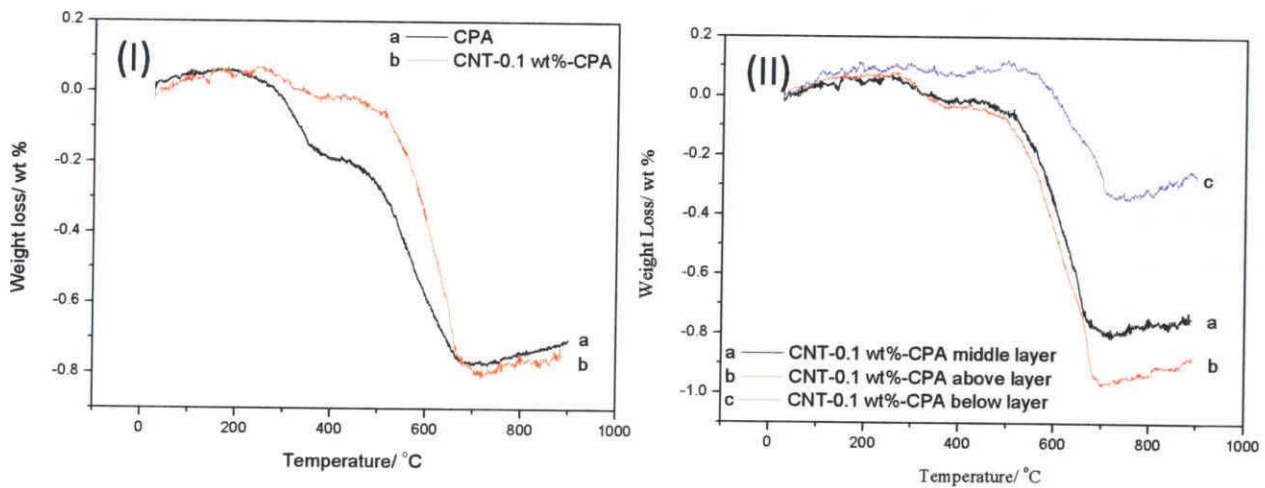 (I)
a CPA
b CNT-0.1 wt%-CPA
0.2
0.0
-0.2
-0.4
-0.6
-0.8
Weight loss/ wt %
a
b
0 200 400 600 800 1000
Temperature/ °C
(II)
0.2
0.0
-0.2
-0.4
-0.6
-0.8
-1.0
Weight Loss/ wt %
c
a
b
a CNT-0.1 wt%-CPA middle layer
b CNT-0.1 wt%-CPA above layer
c CNT-0.1 wt%-CPA below layer
0 200 400 600 800 1000
Temperature/ °C